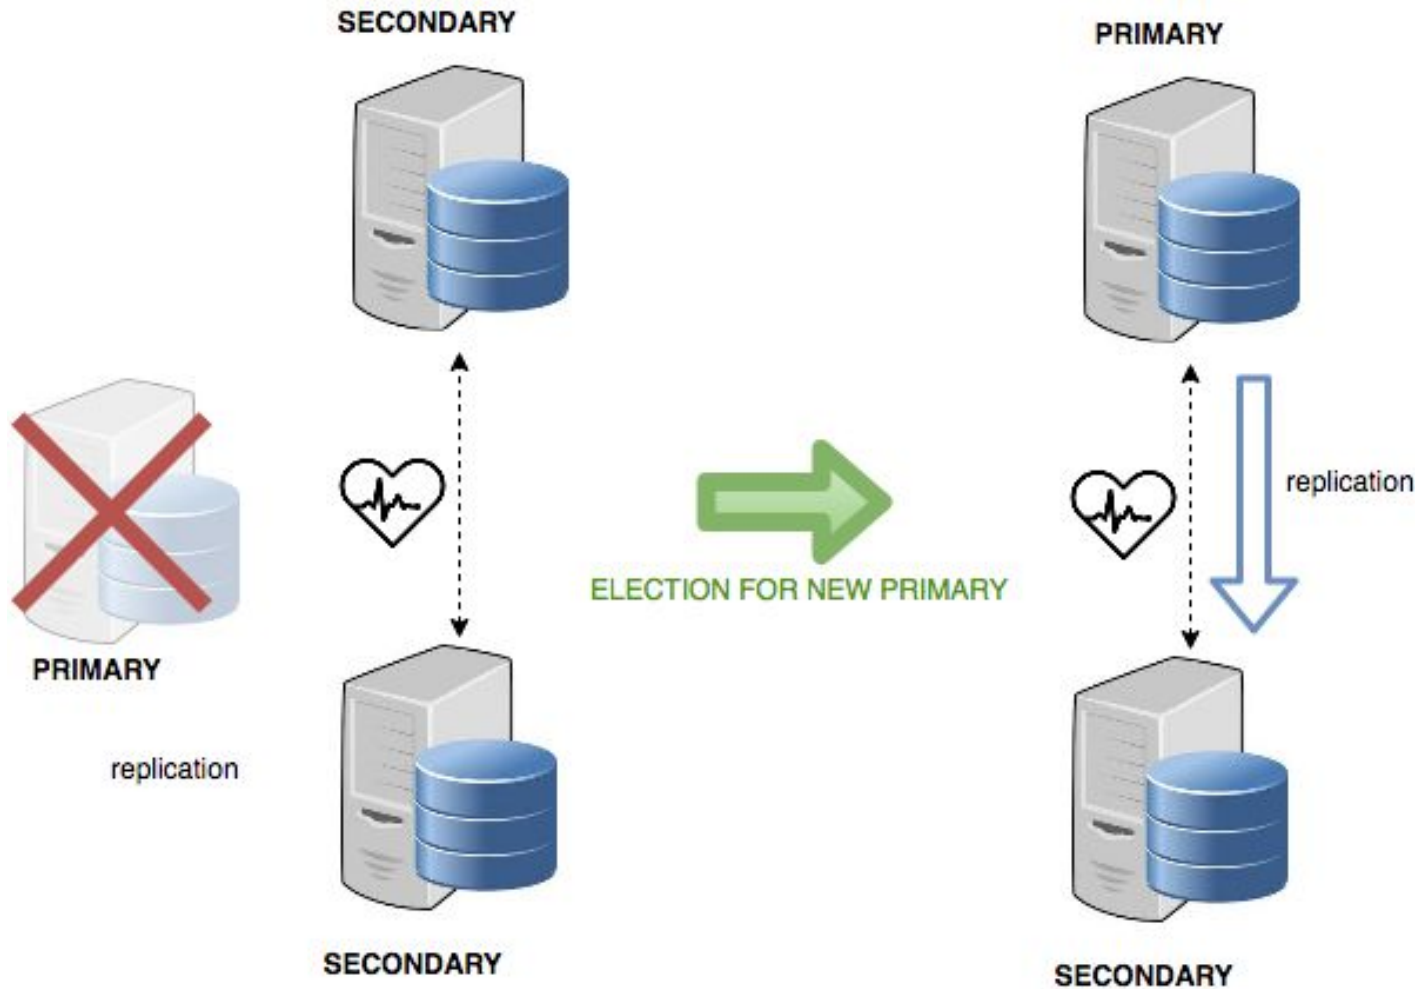 SECONDARY
PRIMARY
replication
ELECTION FOR NEW PRIMARY
PRIMARY
replication
SECONDARY
SECONDARY